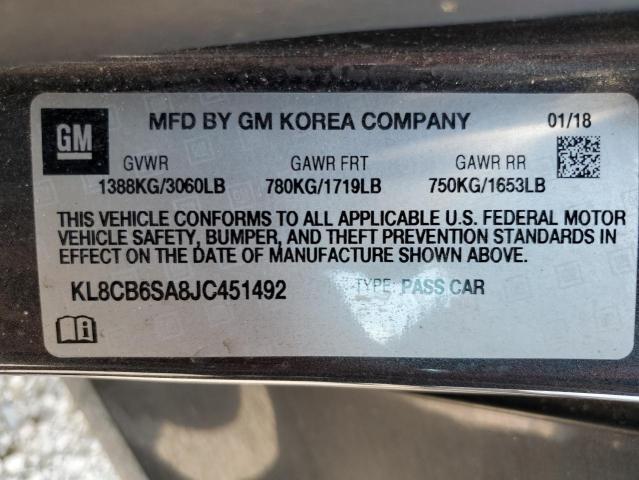 GM
MFD BY GM KOREA COMPANY 01/18
GVWR GAWR FRT GAWR RR
1388KG/3060LB 780KG/1719LB 750KG/1653LB
THIS VEHICLE CONFORMS TO ALL APPLICABLE U.S. FEDERAL MOTOR
VEHICLE SAFETY, BUMPER, AND THEFT PREVENTION STANDARDS IN
EFFECT ON THE DATE OF MANUFACTURE SHOWN ABOVE.
KL8CB6SA8JC451492 TYPE: PASS CAR